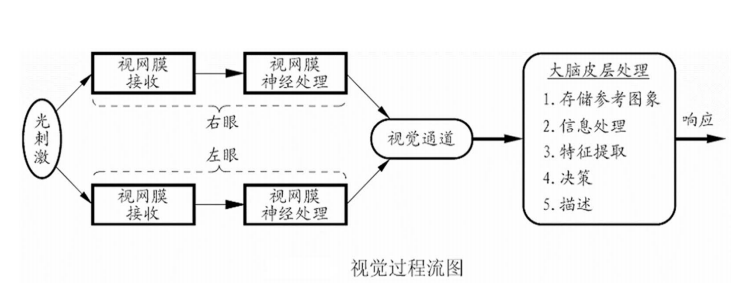 光
刺
激
视网膜
接收
视网膜
神经处理
右眼
左眼
视网膜
接收
视网膜
神经处理
视觉通道
大脑皮层处理
1. 存储参考图象
2. 信息处理
3. 特征提取
4. 决策
5. 描述
响应
视觉过程流图